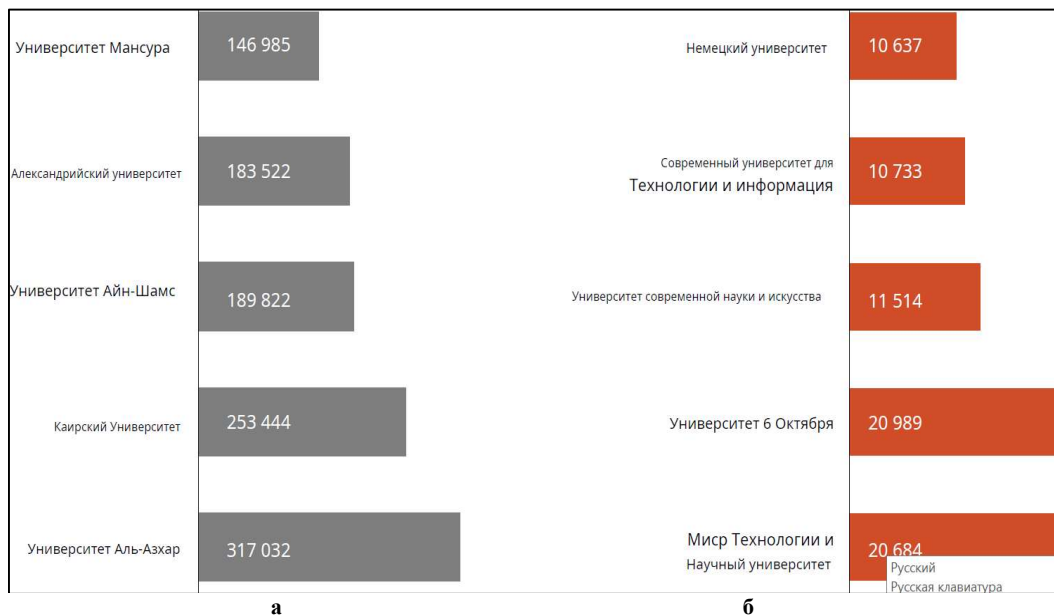 Университет Мансура
146 985
Александрийский университет
183 522
Университет Айн-Шамс
189 822
Каирский Университет
253 444
Университет Аль-Азхар
317 032
а
Немецкий университет
10 637
Современный университет для
Технологии и информация
10 733
Университет современной науки и искусства
11 514
Университет 6 Октября
20 989
Миср Технологии и
Научный университет
20 684
Русский
Русская клавиатура
б